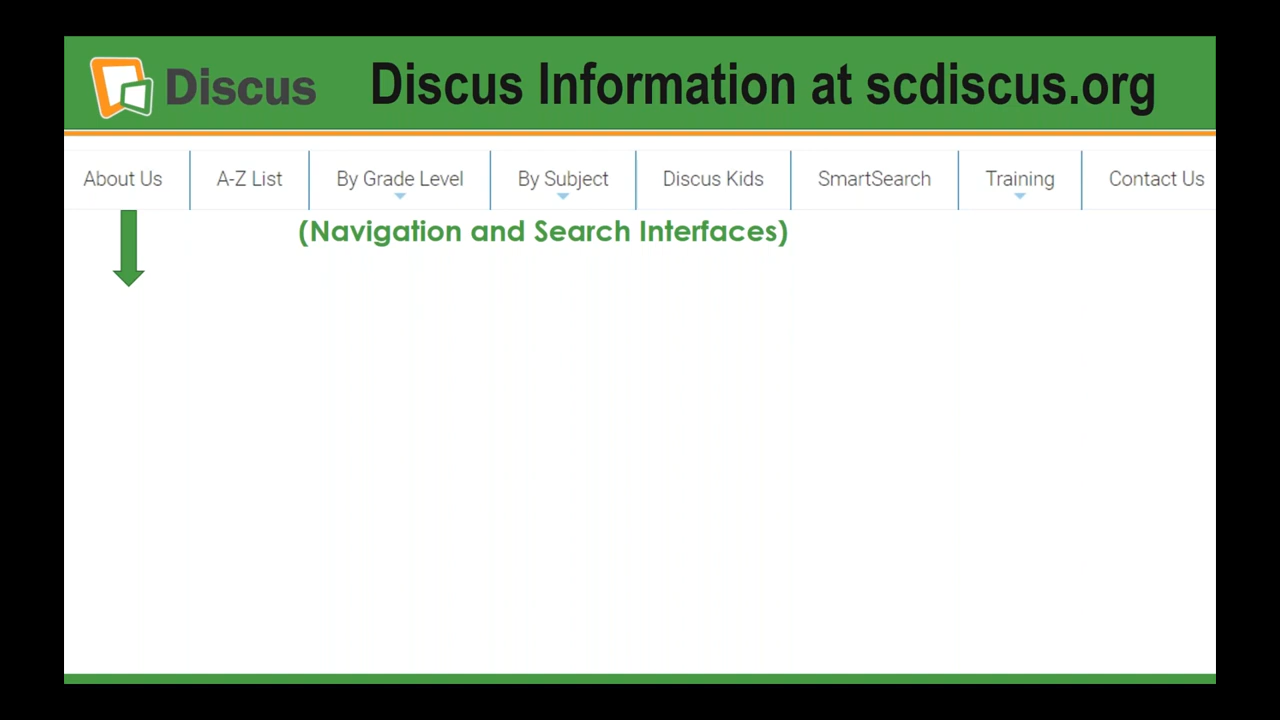 Discus
Discus Information at scdiscus.org
About Us
A-Z List
By Grade Level
By Subject
Discus Kids
SmartSearch
Training
Contact Us
(Navigation and Search Interfaces)